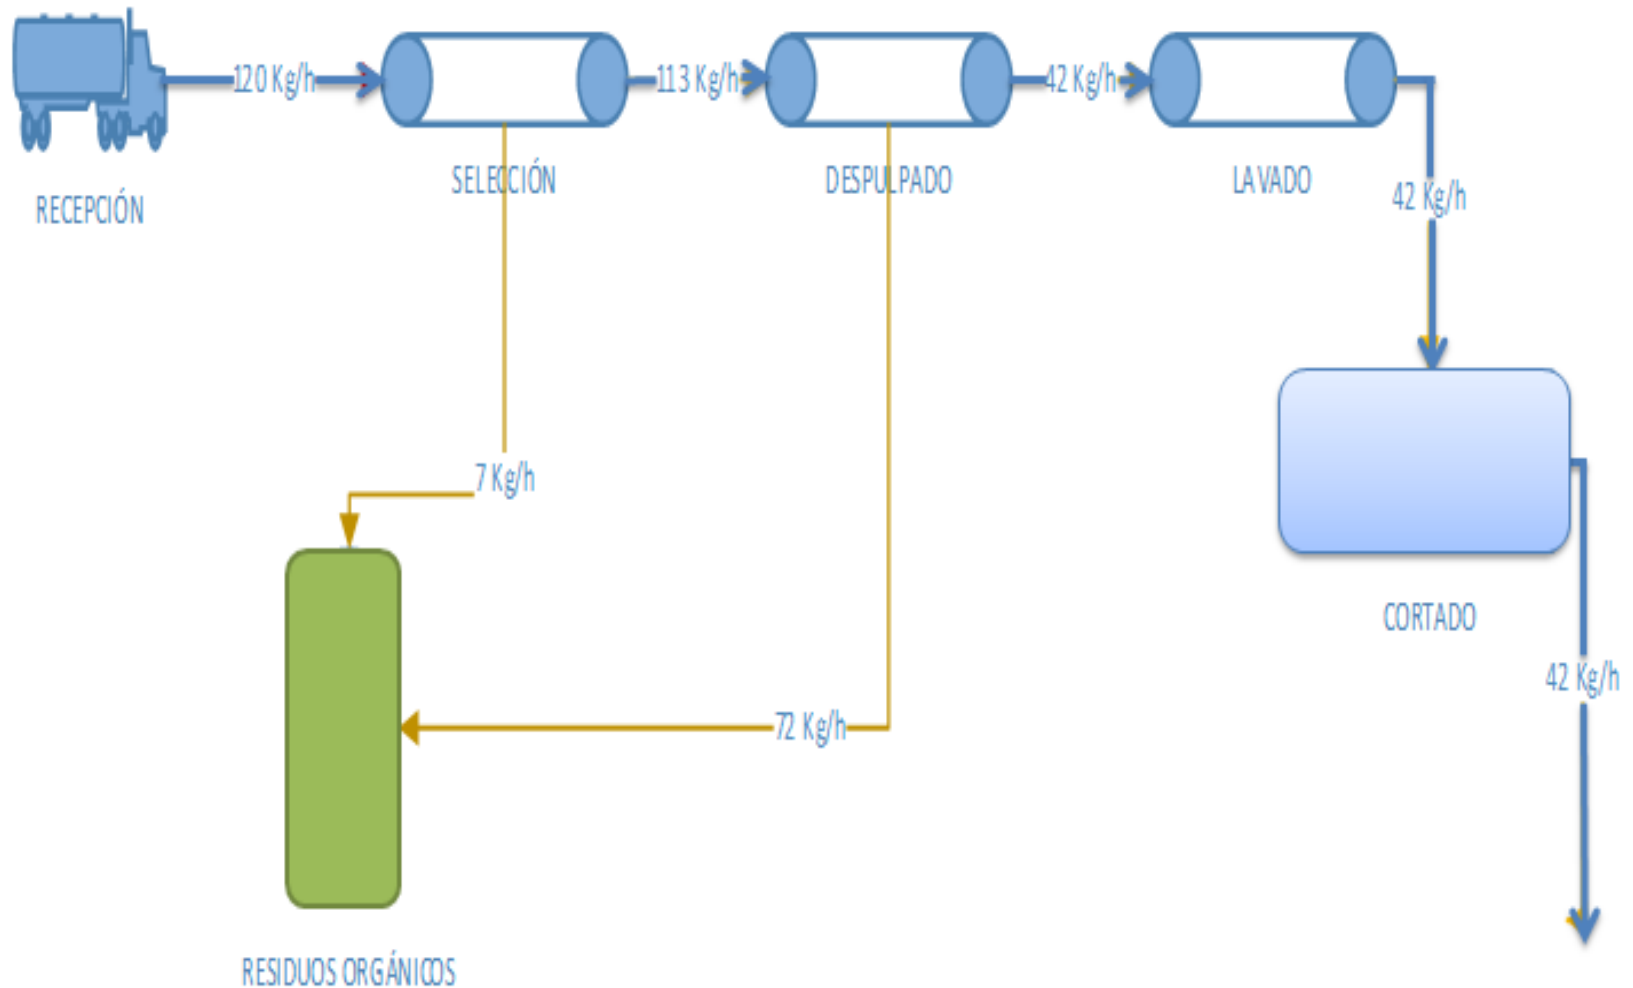 120 Kg/h
113 Kg/h
42 Kg/h
RECEPCIÓN
SELECCIÓN
DESPULPADO
LAVADO
42 Kg/h
7 Kg/h
CORTADO
42 Kg/h
72 Kg/h
RESIDUOS ORGÁNICOS